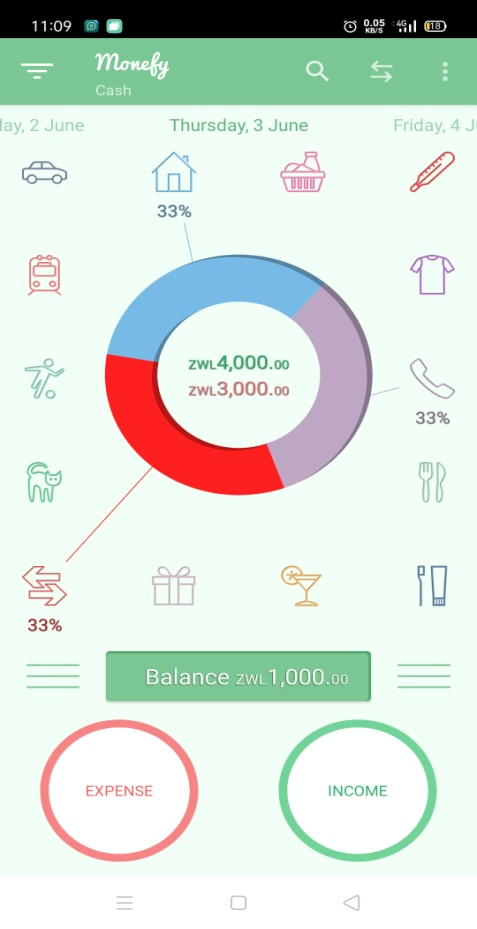 11:09 0.05 KB/S 4G 18
Monefy
Cash
lay, 2 June Thursday, 3 June Friday, 4 J
33%
ZWL4,000.00
ZWL3,000.00
33%
33%
Balance ZWL1,000.00
EXPENSE INCOME